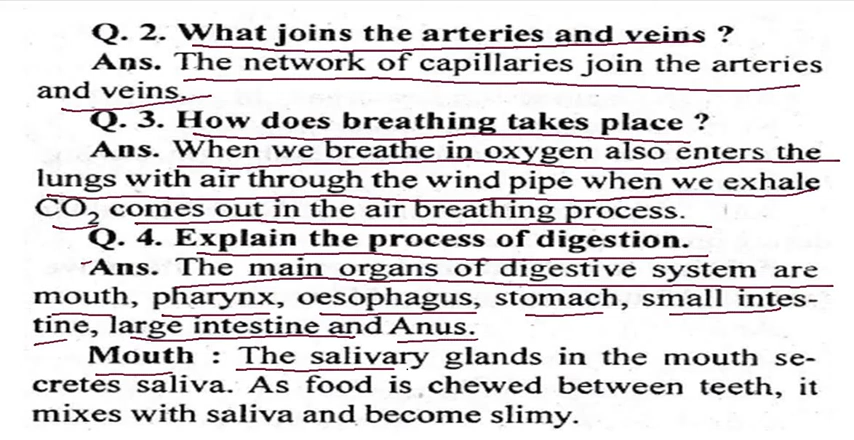 Q. 2. What joins the arteries and veins ?
Ans. The network of capillaries join the arteries
and veins.
Q. 3. How does breathing takes place ?
Ans. When we breathe in oxygen also enters the
lungs with air through the wind pipe when we exhale
CO₂ comes out in the air breathing process.
Q. 4. Explain the process of digestion.
Ans. The main organs of digestive system are
mouth, pharynx, oesophagus, stomach, small intes-
tine, large intestine and Anus.
Mouth : The salivary glands in the mouth se-
cretes saliva. As food is chewed between teeth, it
mixes with saliva and become slimy.